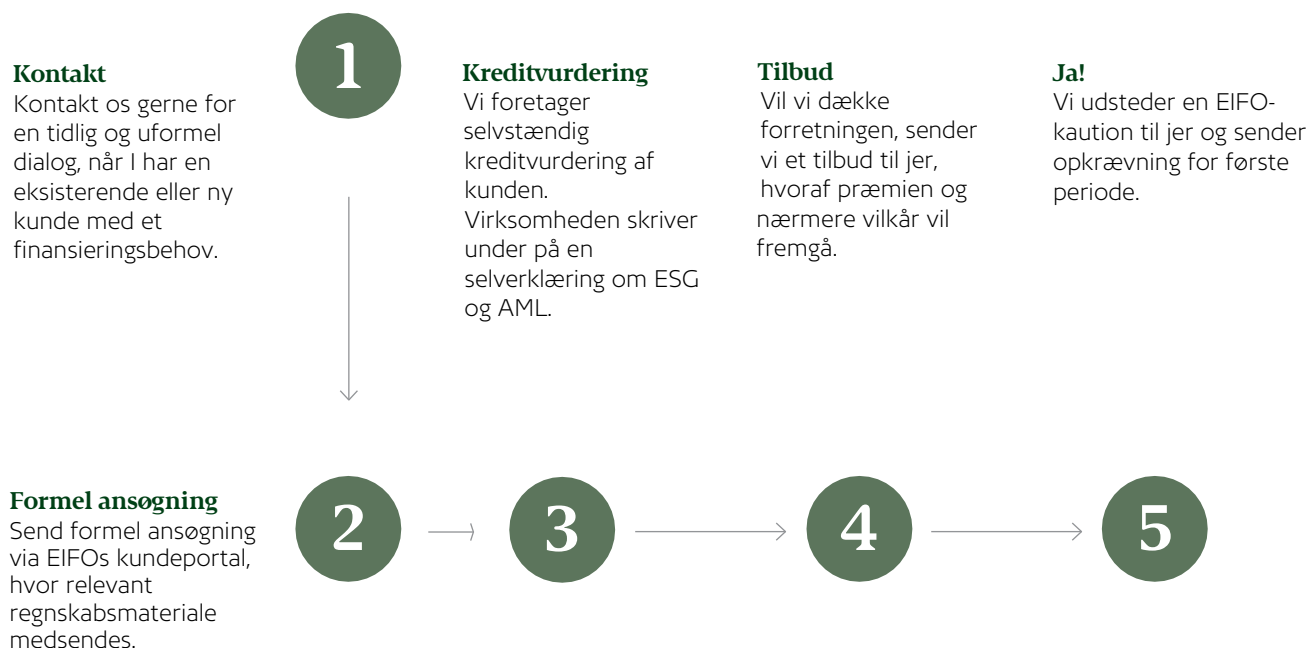 Kontakt
Kontakt os gerne for
en tidlig og uformel
dialog, når I har en
eksisterende eller ny
kunde med et
finansieringsbehov.
1
Kreditvurdering
Vi foretager
selvstændig
kreditvurdering af
kunden.
Virksomheden skriver
under på en
selverklæring om ESG
og AML.
Tilbud
Vil vi dække
forretningen, sender
vi et tilbud til jer,
hvoraf præmien og
nærmere vilkår vil
fremgå.
Ja!
Vi udsteder en EIFO-
kaution til jer og sender
opkrævning for første
periode.
Formel ansøgning
Send formel ansøgning
via EIFOs kundeportal,
hvor relevant
regnskabsmateriale
medsendes.
2
3
4
5